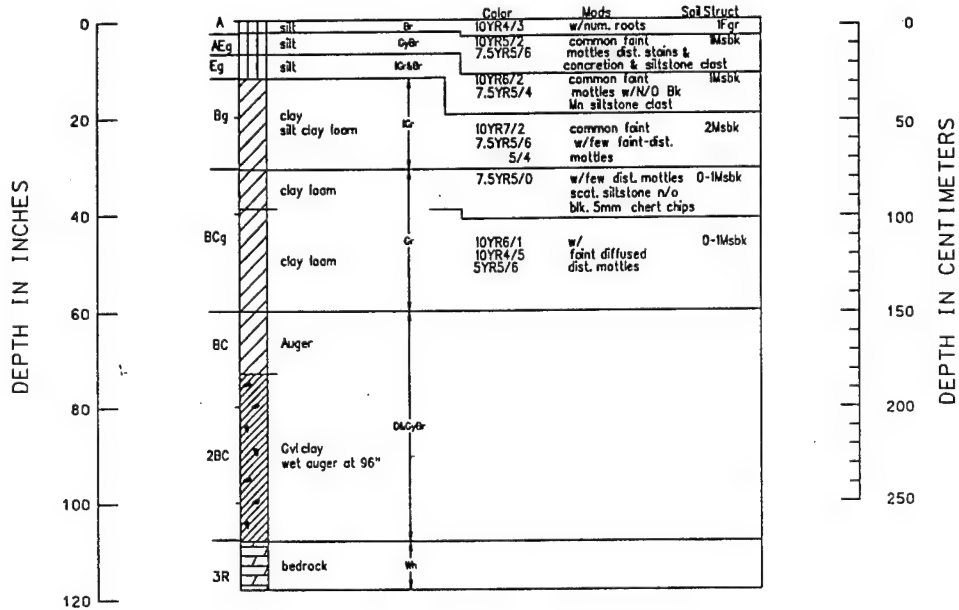 Color Mods Soil Struct
0 A silt Br 10YR4/3 w/num. roots 1Fgr 0
AEg silt GyBr 10YR5/2 common faint 1Msbk
7.5YR5/6 mottles dist. stains &
concretion & siltstone clast
Eg silt lGr&Br 10YR6/2 common faint 1Msbk
7.5YR5/4 mottles w/N/O Bk
Mn siltstone clast
20 Bg clay
silt clay loam lGr 10YR7/2 common faint 2Msbk 50
7.5YR5/6 w/few faint-dist.
5/4 mottles
clay loam 7.5YR5/0 w/few dist. mottles 0-1Msbk
scat. siltstone n/o
blk. 5mm chert chips
40 100
BCg clay loam Gr 10YR6/1 w/ 0-1Msbk
10YR4/5 faint diffused
5YR5/6 dist. mottles
60 150
BC Auger
80 200
2BC Gvl clay
wet auger at 96"
D&GyBr
100 250
3R bedrock Wh
120
DEPTH IN INCHES
DEPTH IN CENTIMETERS